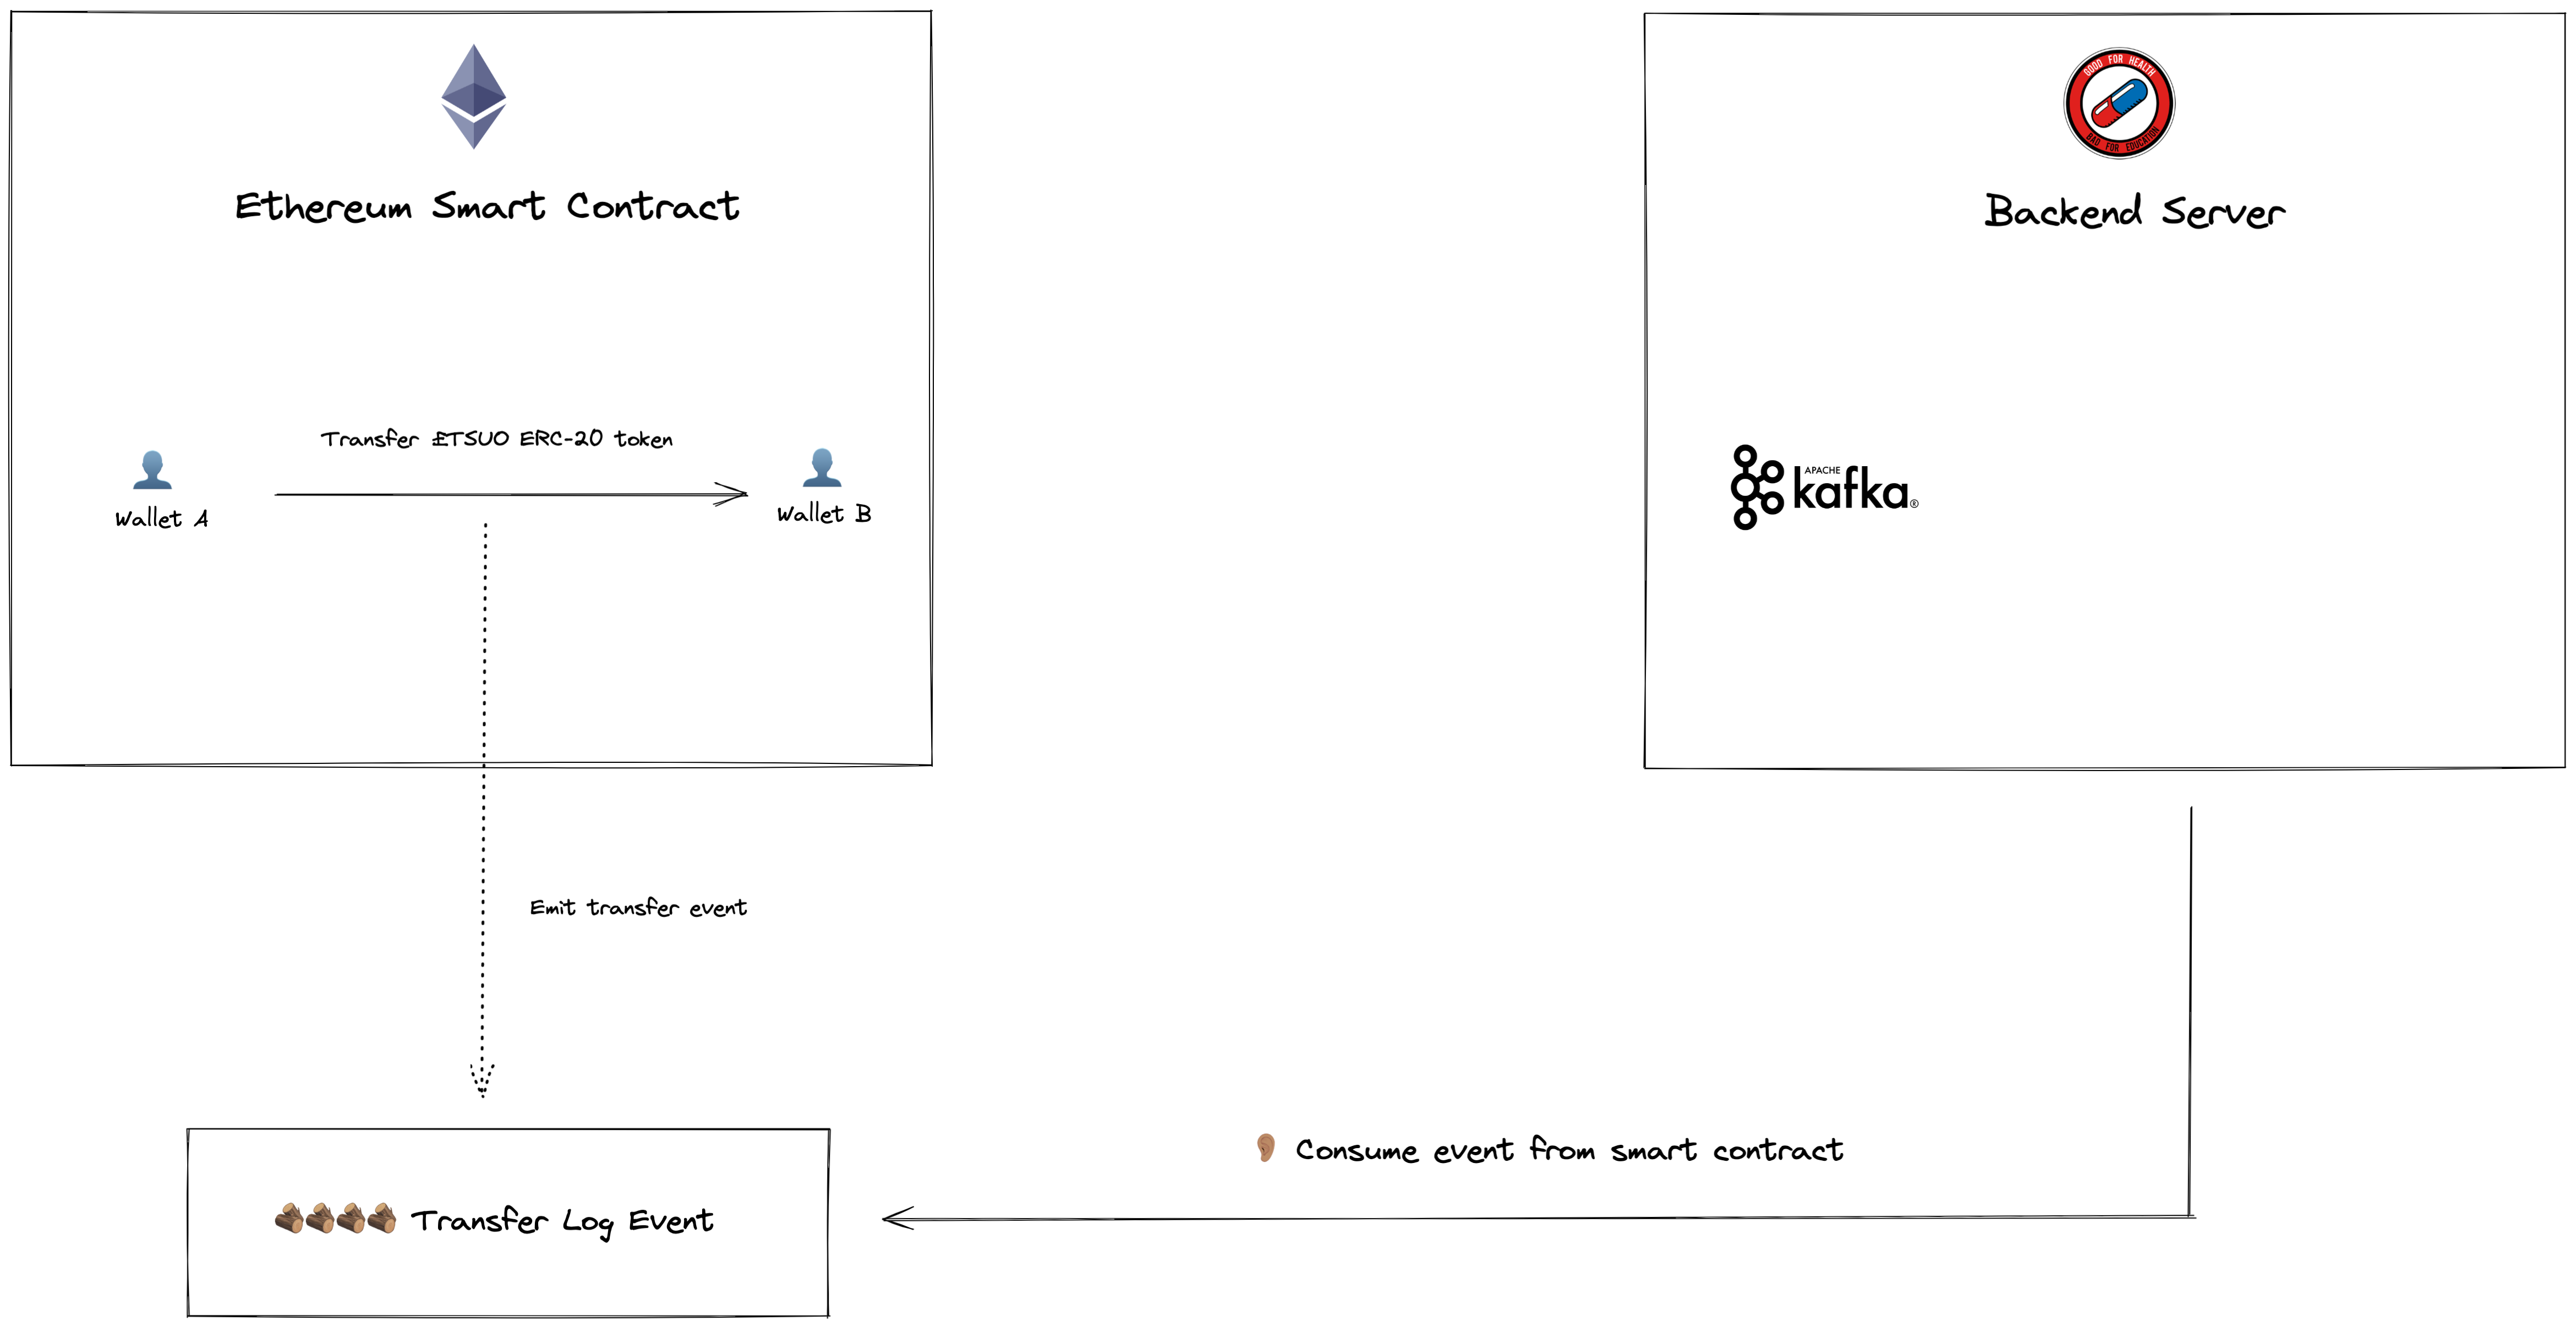 Ethereum Smart Contract
Transfer £TSUO ERC-20 token
Wallet A
Wallet B
Emit transfer event
Transfer Log Event
GOOD FOR HEALTH
BAD FOR EDUCATION
Backend Server
APACHE
kafka®
Consume event from smart contract